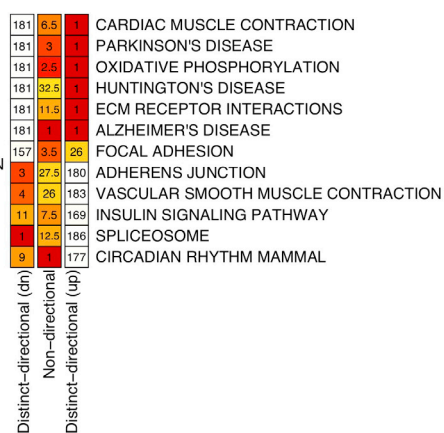 181 6.5 1 CARDIAC MUSCLE CONTRACTION
181 3 1 PARKINSON'S DISEASE
181 2.5 1 OXIDATIVE PHOSPHORYLATION
181 32.5 1 HUNTINGTON'S DISEASE
181 11.5 1 ECM RECEPTOR INTERACTIONS
181 1 1 ALZHEIMER'S DISEASE
157 3.5 26 FOCAL ADHESION
3 27.5 180 ADHERENS JUNCTION
4 26 183 VASCULAR SMOOTH MUSCLE CONTRACTION
11 7.5 169 INSULIN SIGNALING PATHWAY
1 12.5 186 SPLICEOSOME
9 1 177 CIRCADIAN RHYTHM MAMMAL
Distinct−directional (dn)
Non−directional
Distinct−directional (up)